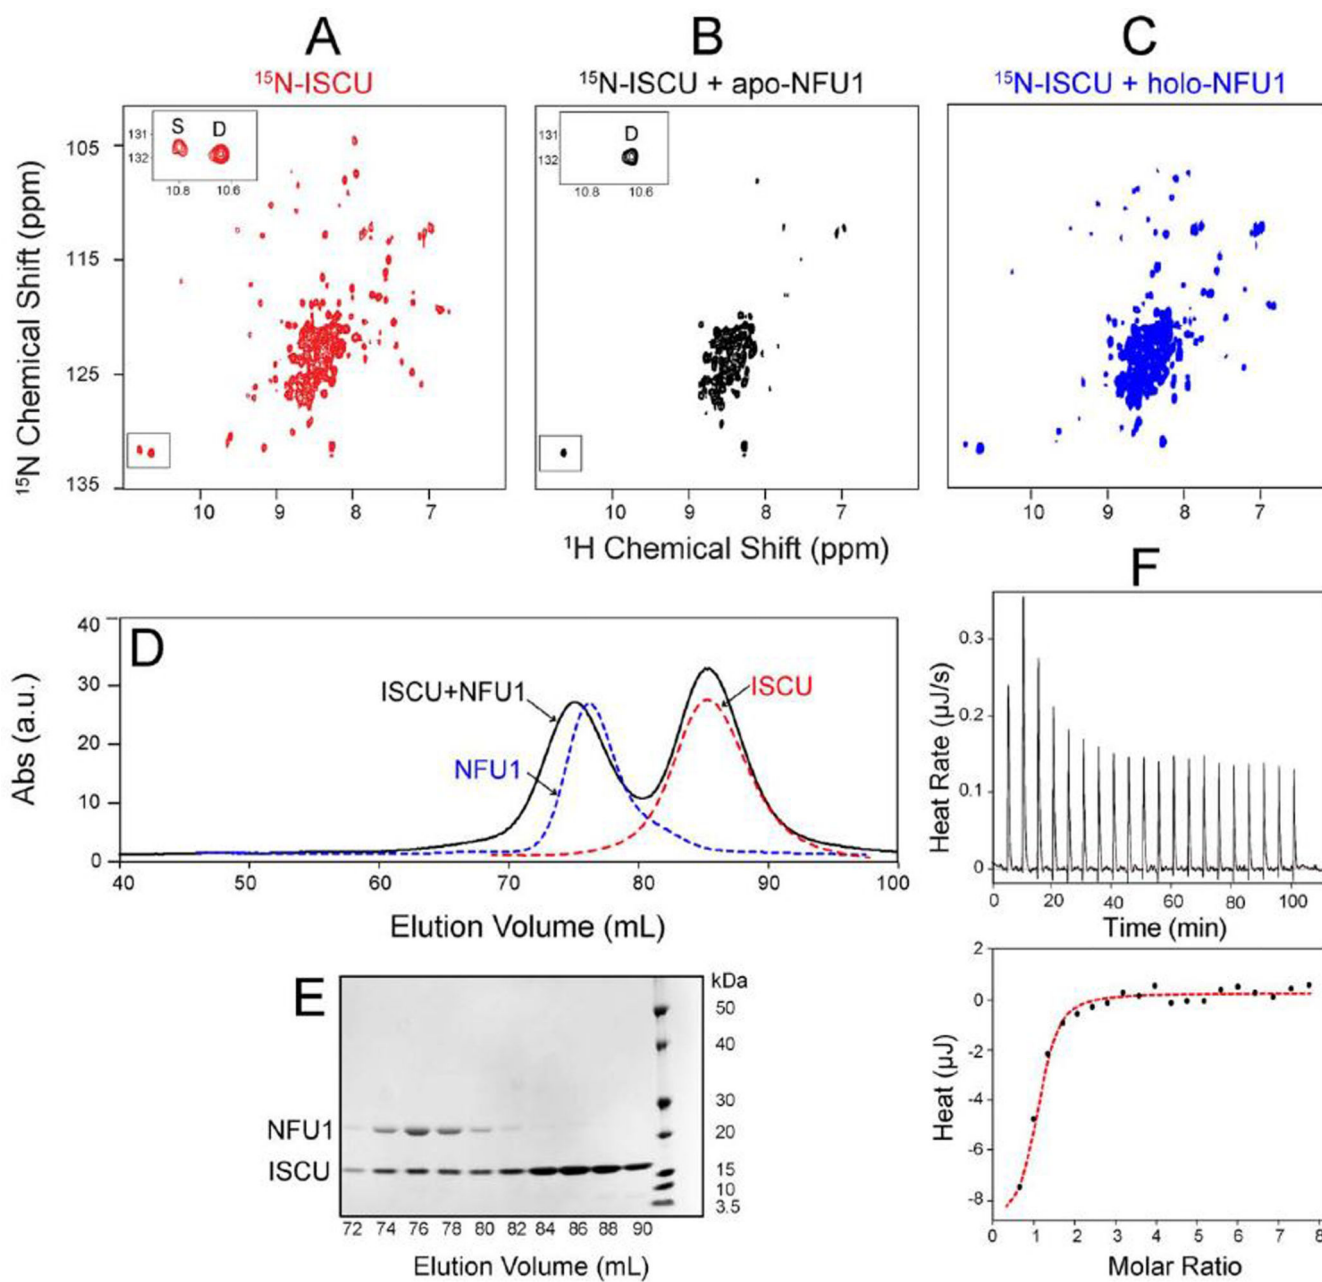 A B C
¹⁵N-ISCU ¹⁵N-ISCU + apo-NFU1 ¹⁵N-ISCU + holo-NFU1
S D
131
132
10.8 10.6
D
131
132
10.8 10.6
¹⁵N Chemical Shift (ppm)
105
115
125
135
10 9 8 7
10 9 8 7
10 9 8 7
¹H Chemical Shift (ppm)
D
Abs (a.u.)
40
30
20
10
0
ISCU+NFU1
NFU1
ISCU
40 50 60 70 80 90 100
Elution Volume (mL)
E
kDa
50
40
30
20
15
10
3.5
NFU1
ISCU
72 74 76 78 80 82 84 86 88 90
Elution Volume (mL)
F
Heat Rate (µJ/s)
0.3
0.2
0.1
0
0 20 40 60 80 100
Time (min)
Heat (µJ)
2
0
-2
-4
-6
-8
0 1 2 3 4 5 6 7 8
Molar Ratio